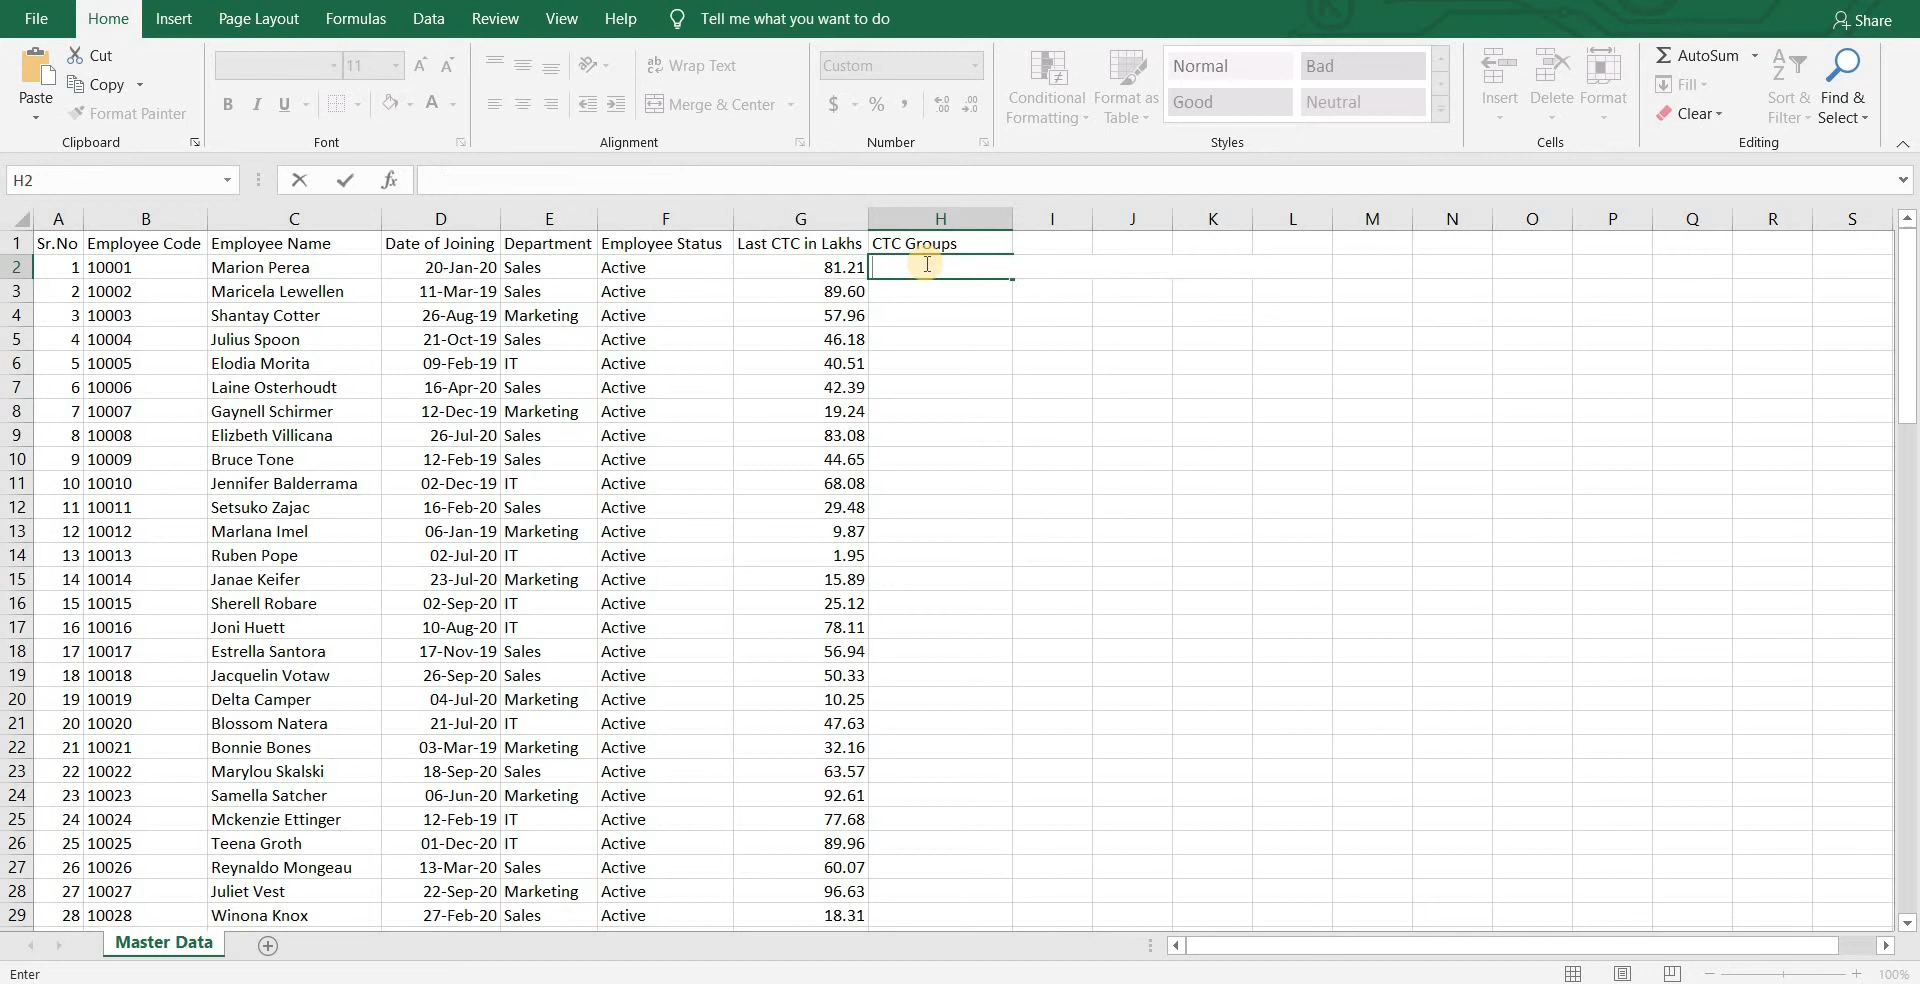 File Home Insert Page Layout Formulas Data Review View Help Tell me what you want to do Share
Paste Cut Copy Format Painter Clipboard
11 B I U A Font
Wrap Text Merge & Center Alignment
Custom $ % , Number
Conditional Formatting Format as Table Normal Bad Good Neutral Styles
Insert Delete Format Cells
AutoSum Fill Clear Sort & Filter Find & Select Editing
H2 fx
A B C D E F G H I J K L M N O P Q R S
1 Sr.No Employee Code Employee Name Date of Joining Department Employee Status Last CTC in Lakhs CTC Groups
2 1 10001 Marion Perea 20-Jan-20 Sales Active 81.21
3 2 10002 Maricela Lewellen 11-Mar-19 Sales Active 89.60
4 3 10003 Shantay Cotter 26-Aug-19 Marketing Active 57.96
5 4 10004 Julius Spoon 21-Oct-19 Sales Active 46.18
6 5 10005 Elodia Morita 09-Feb-19 IT Active 40.51
7 6 10006 Laine Osterhoudt 16-Apr-20 Sales Active 42.39
8 7 10007 Gaynell Schirmer 12-Dec-19 Marketing Active 19.24
9 8 10008 Elizbeth Villicana 26-Jul-20 Sales Active 83.08
10 9 10009 Bruce Tone 12-Feb-19 Sales Active 44.65
11 10 10010 Jennifer Balderrama 02-Dec-19 IT Active 68.08
12 11 10011 Setsuko Zajac 16-Feb-20 Sales Active 29.48
13 12 10012 Marlana Imel 06-Jan-19 Marketing Active 9.87
14 13 10013 Ruben Pope 02-Jul-20 IT Active 1.95
15 14 10014 Janae Keifer 23-Jul-20 Marketing Active 15.89
16 15 10015 Sherell Robare 02-Sep-20 IT Active 25.12
17 16 10016 Joni Huett 10-Aug-20 IT Active 78.11
18 17 10017 Estrella Santora 17-Nov-19 Sales Active 56.94
19 18 10018 Jacquelin Votaw 26-Sep-20 Sales Active 50.33
20 19 10019 Delta Camper 04-Jul-20 Marketing Active 10.25
21 20 10020 Blossom Natera 21-Jul-20 IT Active 47.63
22 21 10021 Bonnie Bones 03-Mar-19 Marketing Active 32.16
23 22 10022 Marylou Skalski 18-Sep-20 Sales Active 63.57
24 23 10023 Samella Satcher 06-Jun-20 Marketing Active 92.61
25 24 10024 Mckenzie Ettinger 12-Feb-19 IT Active 77.68
26 25 10025 Teena Groth 01-Dec-20 IT Active 89.96
27 26 10026 Reynaldo Mongeau 13-Mar-20 Sales Active 60.07
28 27 10027 Juliet Vest 22-Sep-20 Marketing Active 96.63
29 28 10028 Winona Knox 27-Feb-20 Sales Active 18.31
Master Data
Enter 100%